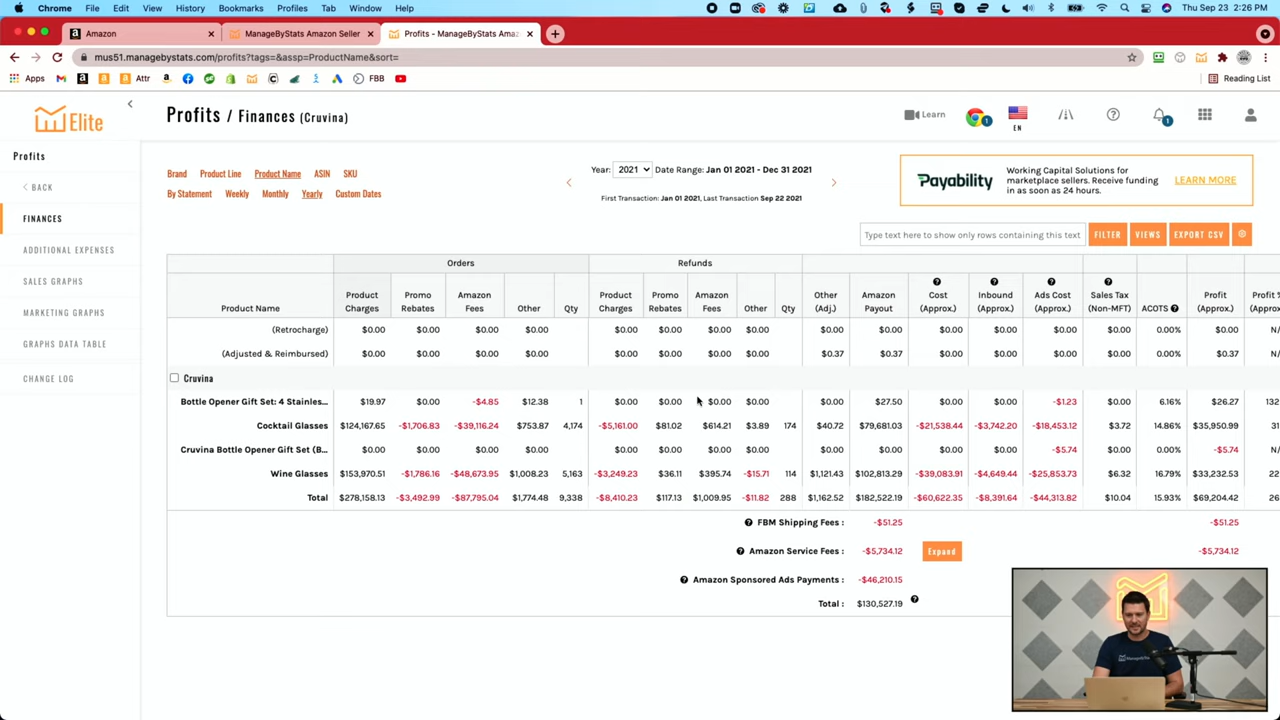 Chrome File Edit View History Bookmarks Profiles Tab Window Help Thu Sep 23 2:26 PM
Amazon ManageByStats Amazon Seller Profits - ManageByStats Amaz
mus51.managebystats.com/profits?tags=&assp=ProductName&sort=
Apps Attr FBB Reading List
Elite
Profits / Finances (Cruvina)
Learn
1
EN
1
Profits
BACK
FINANCES
ADDITIONAL EXPENSES
SALES GRAPHS
MARKETING GRAPHS
GRAPHS DATA TABLE
CHANGE LOG
Brand Product Line Product Name ASIN SKU
By Statement Weekly Monthly Yearly Custom Dates
Year: 2021 Date Range: Jan 01 2021 - Dec 31 2021
First Transaction: Jan 01 2021, Last Transaction Sep 22 2021
Payability
Working Capital Solutions for
marketplace sellers. Receive funding
in as soon as 24 hours.
LEARN MORE
Type text here to show only rows containing this text FILTER VIEWS EXPORT CSV
Orders Refunds
Product Name Product Charges Promo Rebates Amazon Fees Other Qty Product Charges Promo Rebates Amazon Fees Other Qty Other (Adj.) Amazon Payout Cost (Approx.) Inbound (Approx.) Ads Cost (Approx.) Sales Tax (Non-MFT) ACOTS Profit (Approx.) Profit % (Approx
(Retrocharge) $0.00 $0.00 $0.00 $0.00 $0.00 $0.00 $0.00 $0.00 $0.00 $0.00 $0.00 $0.00 $0.00 $0.00 0.00% $0.00 N/
(Adjusted & Reimbursed) $0.00 $0.00 $0.00 $0.00 $0.00 $0.00 $0.00 $0.00 $0.37 $0.37 $0.00 $0.00 $0.00 $0.00 0.00% $0.37 N/
Cruvina
Bottle Opener Gift Set: 4 Stainles... $19.97 $0.00 -$4.85 $12.38 1 $0.00 $0.00 $0.00 $0.00 $0.00 $27.50 $0.00 $0.00 -$1.23 $0.00 6.16% $26.27 132
Cocktail Glasses $124,167.65 -$1,706.83 -$39,116.24 $753.87 4,174 -$5,161.00 $81.02 $614.21 $3.89 174 $40.72 $79,681.03 -$21,538.44 -$3,742.20 -$18,453.12 $3.72 14.86% $35,950.99 31
Cruvina Bottle Opener Gift Set (B... $0.00 $0.00 $0.00 $0.00 $0.00 $0.00 $0.00 $0.00 $0.00 $0.00 $0.00 $0.00 -$5.74 $0.00 0.00% -$5.74 N/
Wine Glasses $153,970.51 -$1,786.16 -$48,673.95 $1,008.23 5,163 -$3,249.23 $36.11 $395.74 -$15.71 114 $1,121.43 $102,813.29 -$39,083.91 -$4,649.44 -$25,853.73 $6.32 16.79% $33,232.53 22
Total $278,158.13 -$3,492.99 -$87,795.04 $1,774.48 9,338 -$8,410.23 $117.13 $1,009.95 -$11.82 288 $1,162.52 $182,522.19 -$60,622.35 -$8,391.64 -$44,313.82 $10.04 15.93% $69,204.42 26
FBM Shipping Fees : -$51.25 -$51.25
Amazon Service Fees : -$5,734.12 Expand -$5,734.12
Amazon Sponsored Ads Payments : -$46,210.15
Total : $130,527.19
ManageByStats